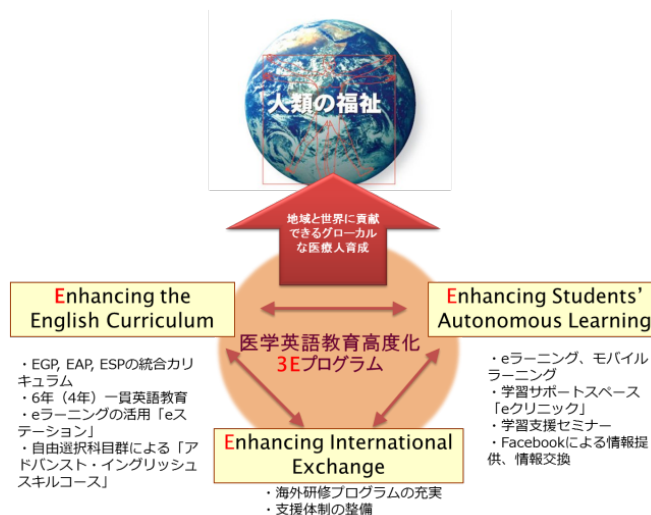 人類の福祉
地域と世界に貢献
できるグローカル
な医療人育成
Enhancing the
English Curriculum
Enhancing Students’
Autonomous Learning
医学英語教育高度化
3Eプログラム
・EGP, EAP, ESPの統合カリ
キュラム
・6年（4年）一貫英語教育
・eラーニングの活用「eス
テーション」
・自由選択科目群による「ア
ドバンスト・イングリッシュ
スキルコース」
・eラーニング、モバイル
ラーニング
・学習サポートスペース
「eクリニック」
・学習支援セミナー
・Facebookによる情報提
供、情報交換
Enhancing International
Exchange
・海外研修プログラムの充実
・支援体制の整備